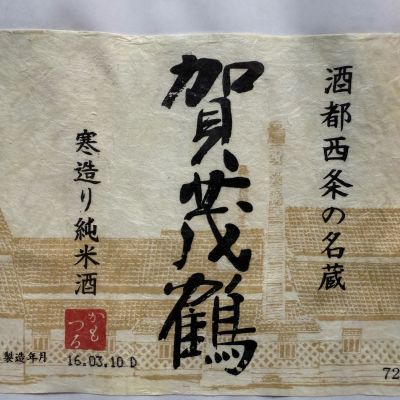 酒都西条の名蔵
賀茂鶴
寒造り純米酒
かもつる
製造年月
16.03.10 D
72